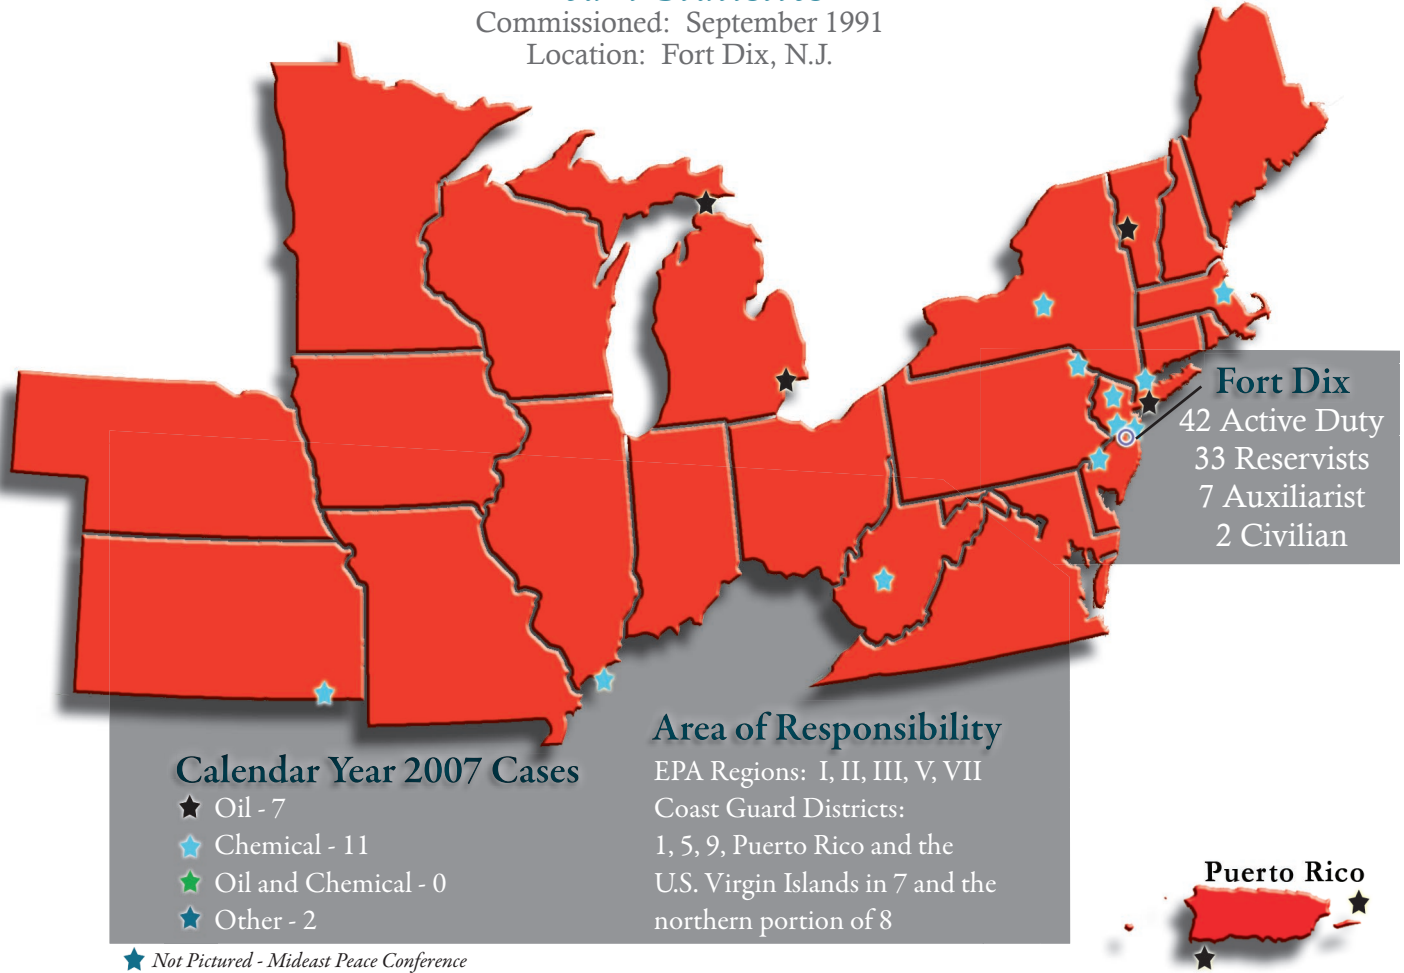 Commissioned: September 1991
Location: Fort Dix, N.J.
Fort Dix
42 Active Duty
33 Reservists
7 Auxiliarist
2 Civilian
Area of Responsibility
EPA Regions: I, II, III, V, VII
Coast Guard Districts:
1, 5, 9, Puerto Rico and the
U.S. Virgin Islands in 7 and the
northern portion of 8
Calendar Year 2007 Cases
Oil - 7
Chemical - 11
Oil and Chemical - 0
Other - 2
Not Pictured - Mideast Peace Conference
Puerto Rico